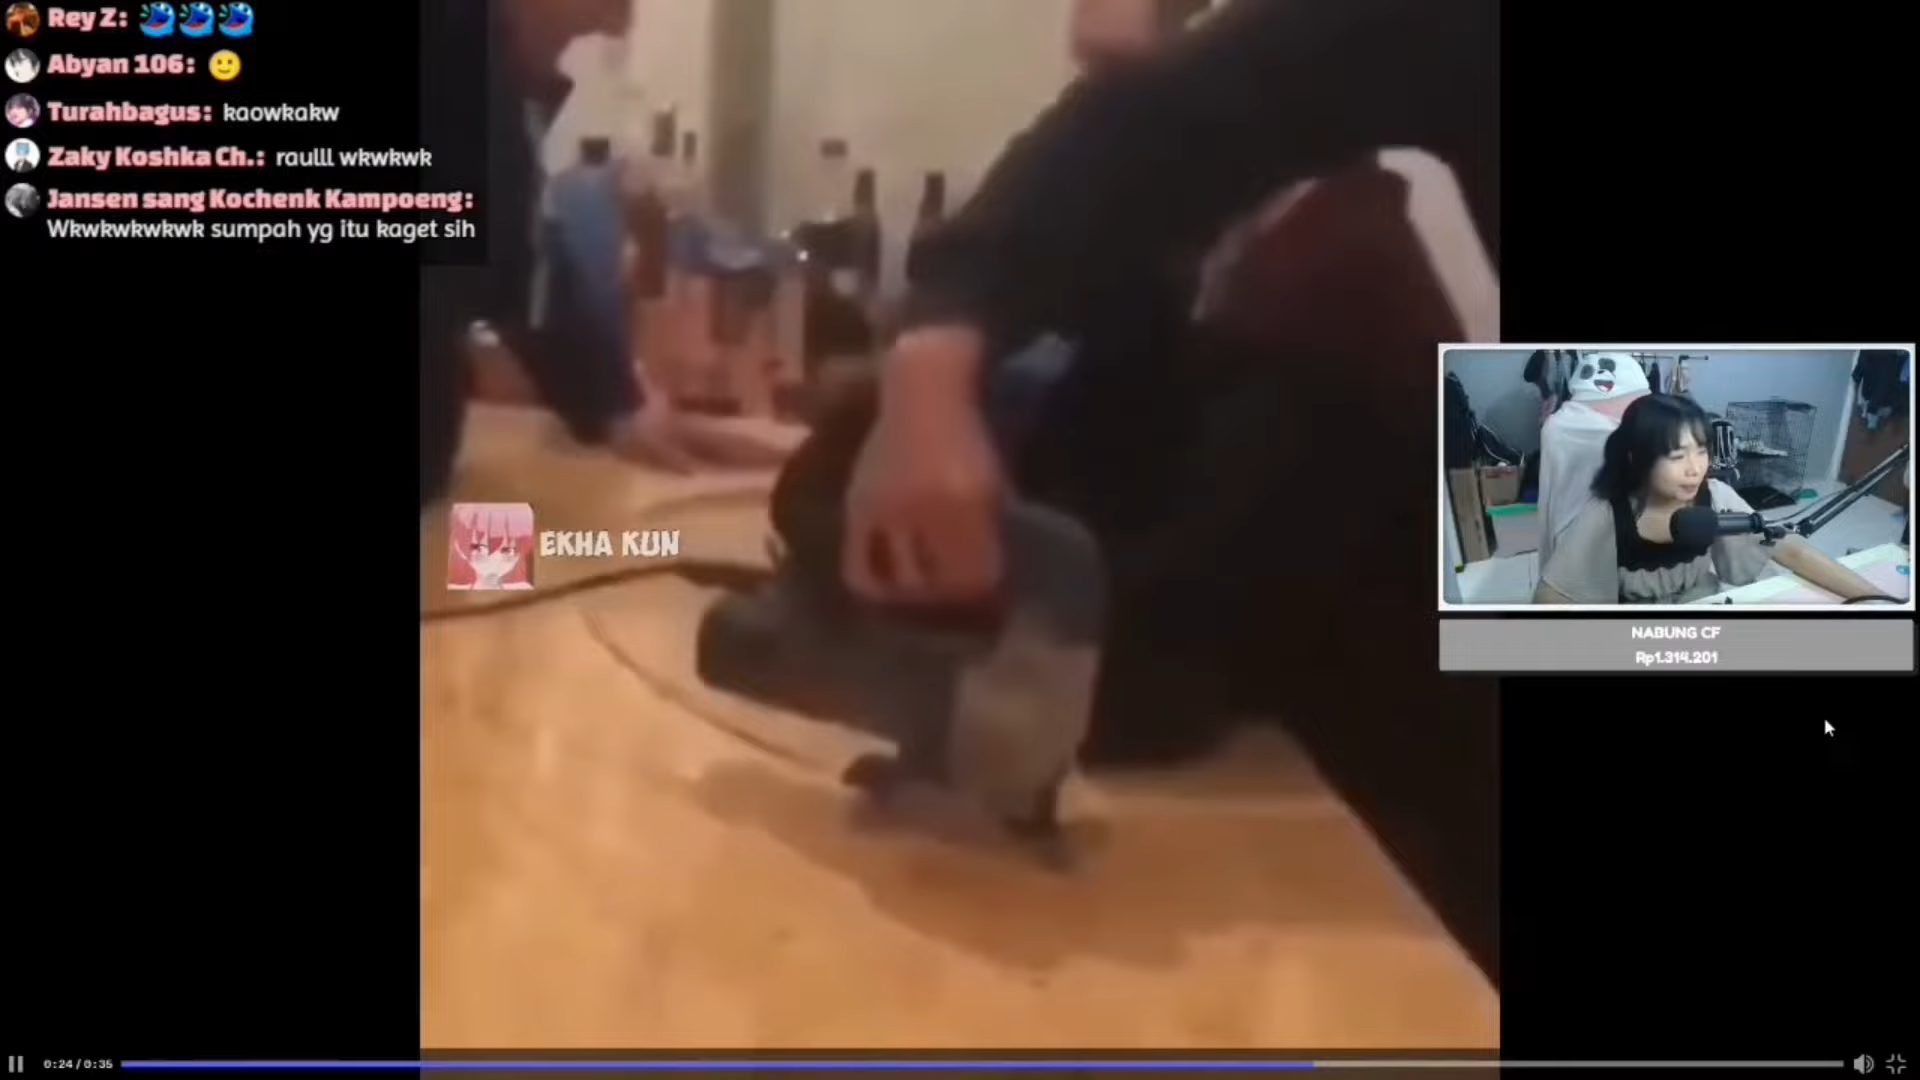 Rey Z:
Abyan 106: 🙂
Turahbagus: kaowkakw
Zaky Koshka Ch.: raulll wkwkwk
Jansen sang Kochenk Kampoeng:
Wkwkwkwkwk sumpah yg itu kaget sih
EKHA KUN
NABUNG CF
Rp1.314.201
0:24 / 0:35